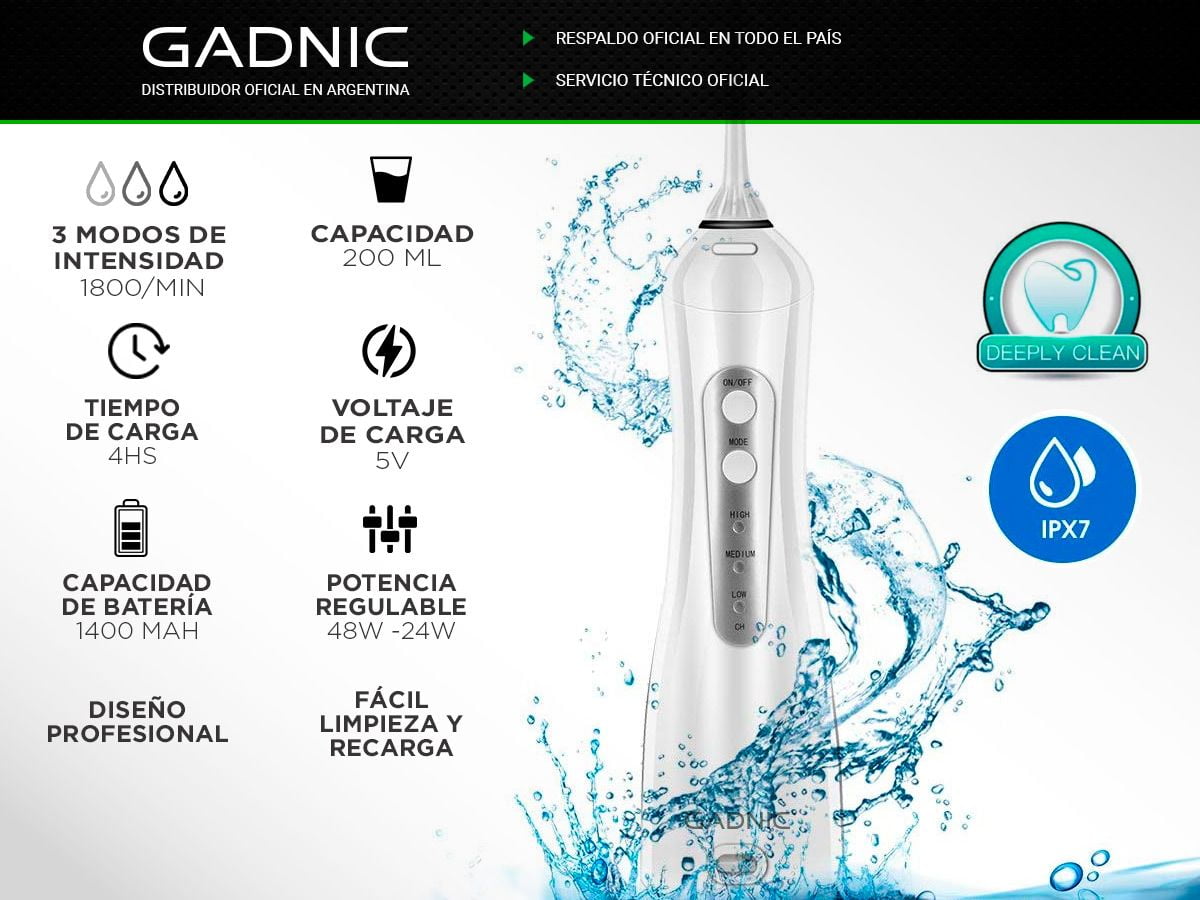 GADNIC
DISTRIBUIDOR OFICIAL EN ARGENTINA
RESPALDO OFICIAL EN TODO EL PAÍS
SERVICIO TÉCNICO OFICIAL
3 MODOS DE
INTENSIDAD
1800/MIN
CAPACIDAD
200 ML
TIEMPO
DE CARGA
4HS
VOLTAJE
DE CARGA
5V
CAPACIDAD
DE BATERÍA
1400 MAH
POTENCIA
REGULABLE
48W -24W
DISEÑO
PROFESIONAL
FÁCIL
LIMPIEZA Y
RECARGA
ON/OFF
MODE
HIGH
MEDIUM
LOW
CH
GADNIC
DEEPLY CLEAN
IPX7